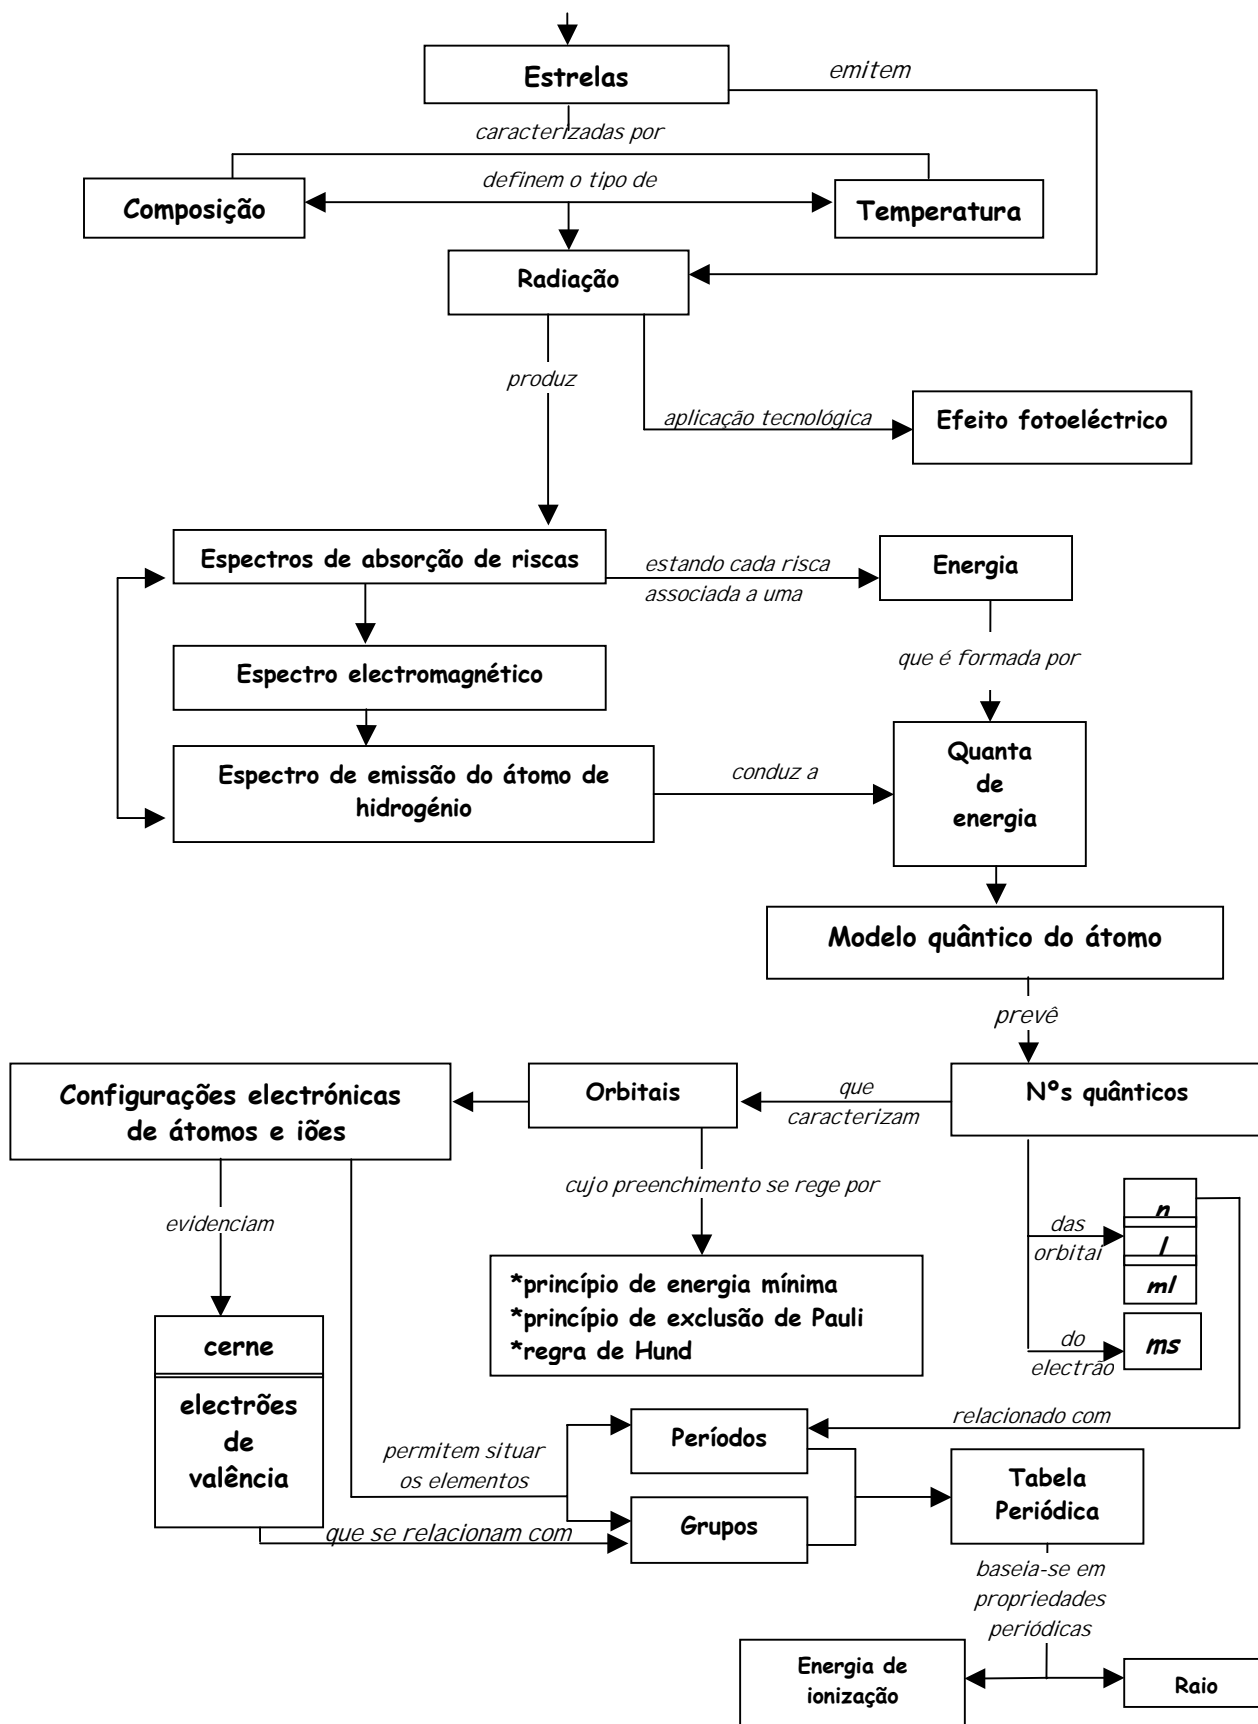 Estrelas
emitem
caracterizadas por
definem o tipo de
Composição
Temperatura
Radiação
produz
aplicação tecnológica
Efeito fotoeléctrico
Espectros de absorção de riscas
estando cada risca
associada a uma
Energia
que é formada por
Espectro electromagnético
Espectro de emissão do átomo de
hidrogénio
conduz a
Quanta
de
energia
Modelo quântico do átomo
prevê
Configurações electrónicas
de átomos e iões
Orbitais
que
caracterizam
Nºs quânticos
cujo preenchimento se rege por
evidenciam
das
orbitai
n
l
ml
*princípio de energia mínima
*princípio de exclusão de Pauli
*regra de Hund
do
electrão
ms
cerne
electrões
de
valência
permitem situar
os elementos
Períodos
relacionado com
Grupos
que se relacionam com
Tabela
Periódica
baseia-se em
propriedades
periódicas
Energia de
ionização
Raio